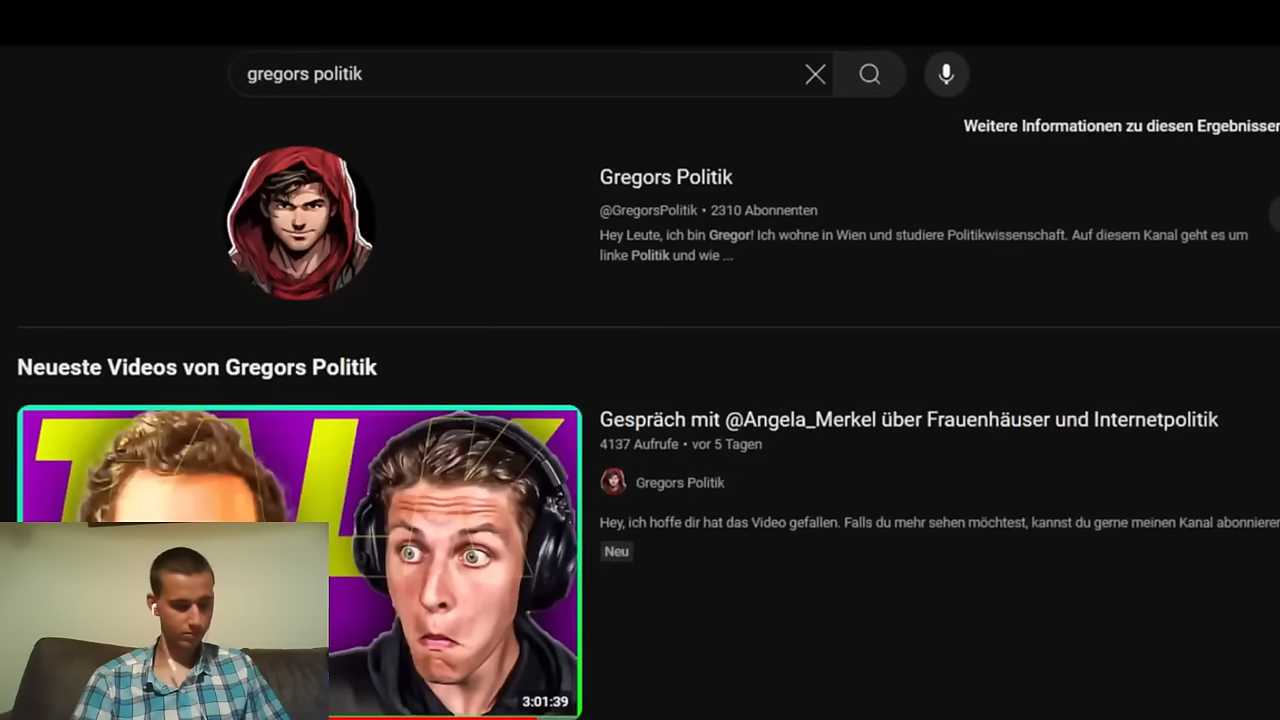 gregors politik
Weitere Informationen zu diesen Ergebnissen
Gregors Politik
@GregorsPolitik • 2310 Abonnenten
Hey Leute, ich bin Gregor! Ich wohne in Wien und studiere Politikwissenschaft. Auf diesem Kanal geht es um
linke Politik und wie ...
Neueste Videos von Gregors Politik
TALK
Gespräch mit @Angela_Merkel über Frauenhäuser und Internetpolitik
4137 Aufrufe • vor 5 Tagen
Gregors Politik
Hey, ich hoffe dir hat das Video gefallen. Falls du mehr sehen möchtest, kannst du gerne meinen Kanal abonnieren
Neu
3:01:39